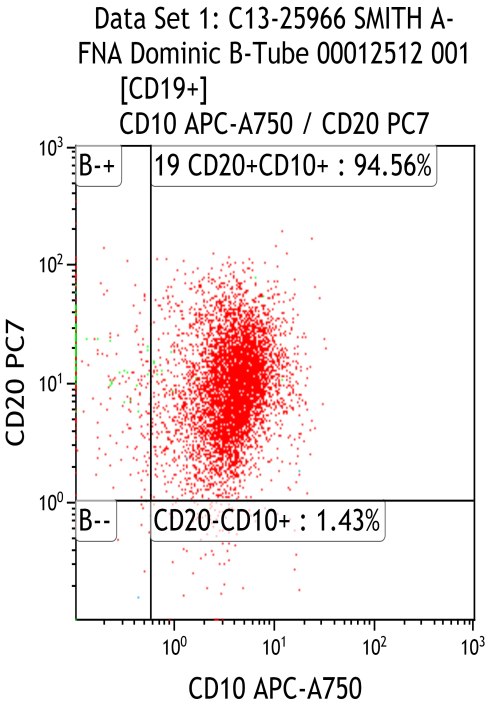 Data Set 1: C13-25966 SMITH A-
FNA Dominic B-Tube 00012512 001
[CD19+]
CD10 APC-A750 / CD20 PC7
B-+
19 CD20+CD10+ : 94.56%
B--
CD20-CD10+ : 1.43%
CD20 PC7
10³
10²
10¹
10⁰
10⁰ 10¹ 10² 10³
CD10 APC-A750